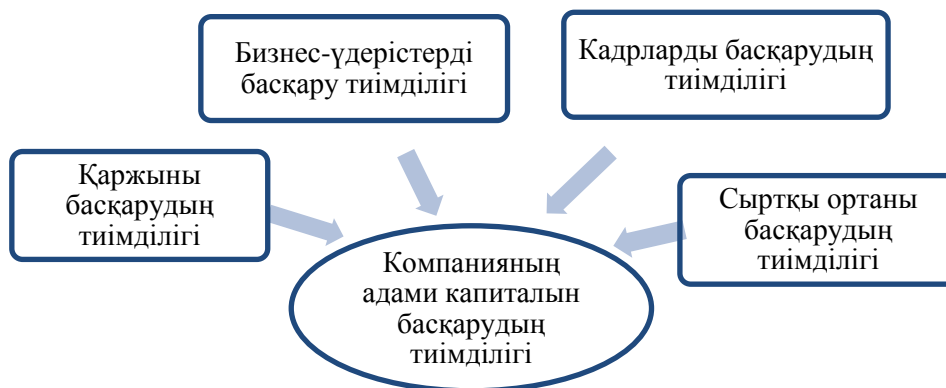 Бизнес-үдерістерді
басқару тиімділігі
Кадрларды басқарудың
тиімділігі
Қаржыны
басқарудың
тиімділігі
Сыртқы ортаны
басқарудың
тиімділігі
Компанияның
адами капиталын
басқарудың
тиімділігі